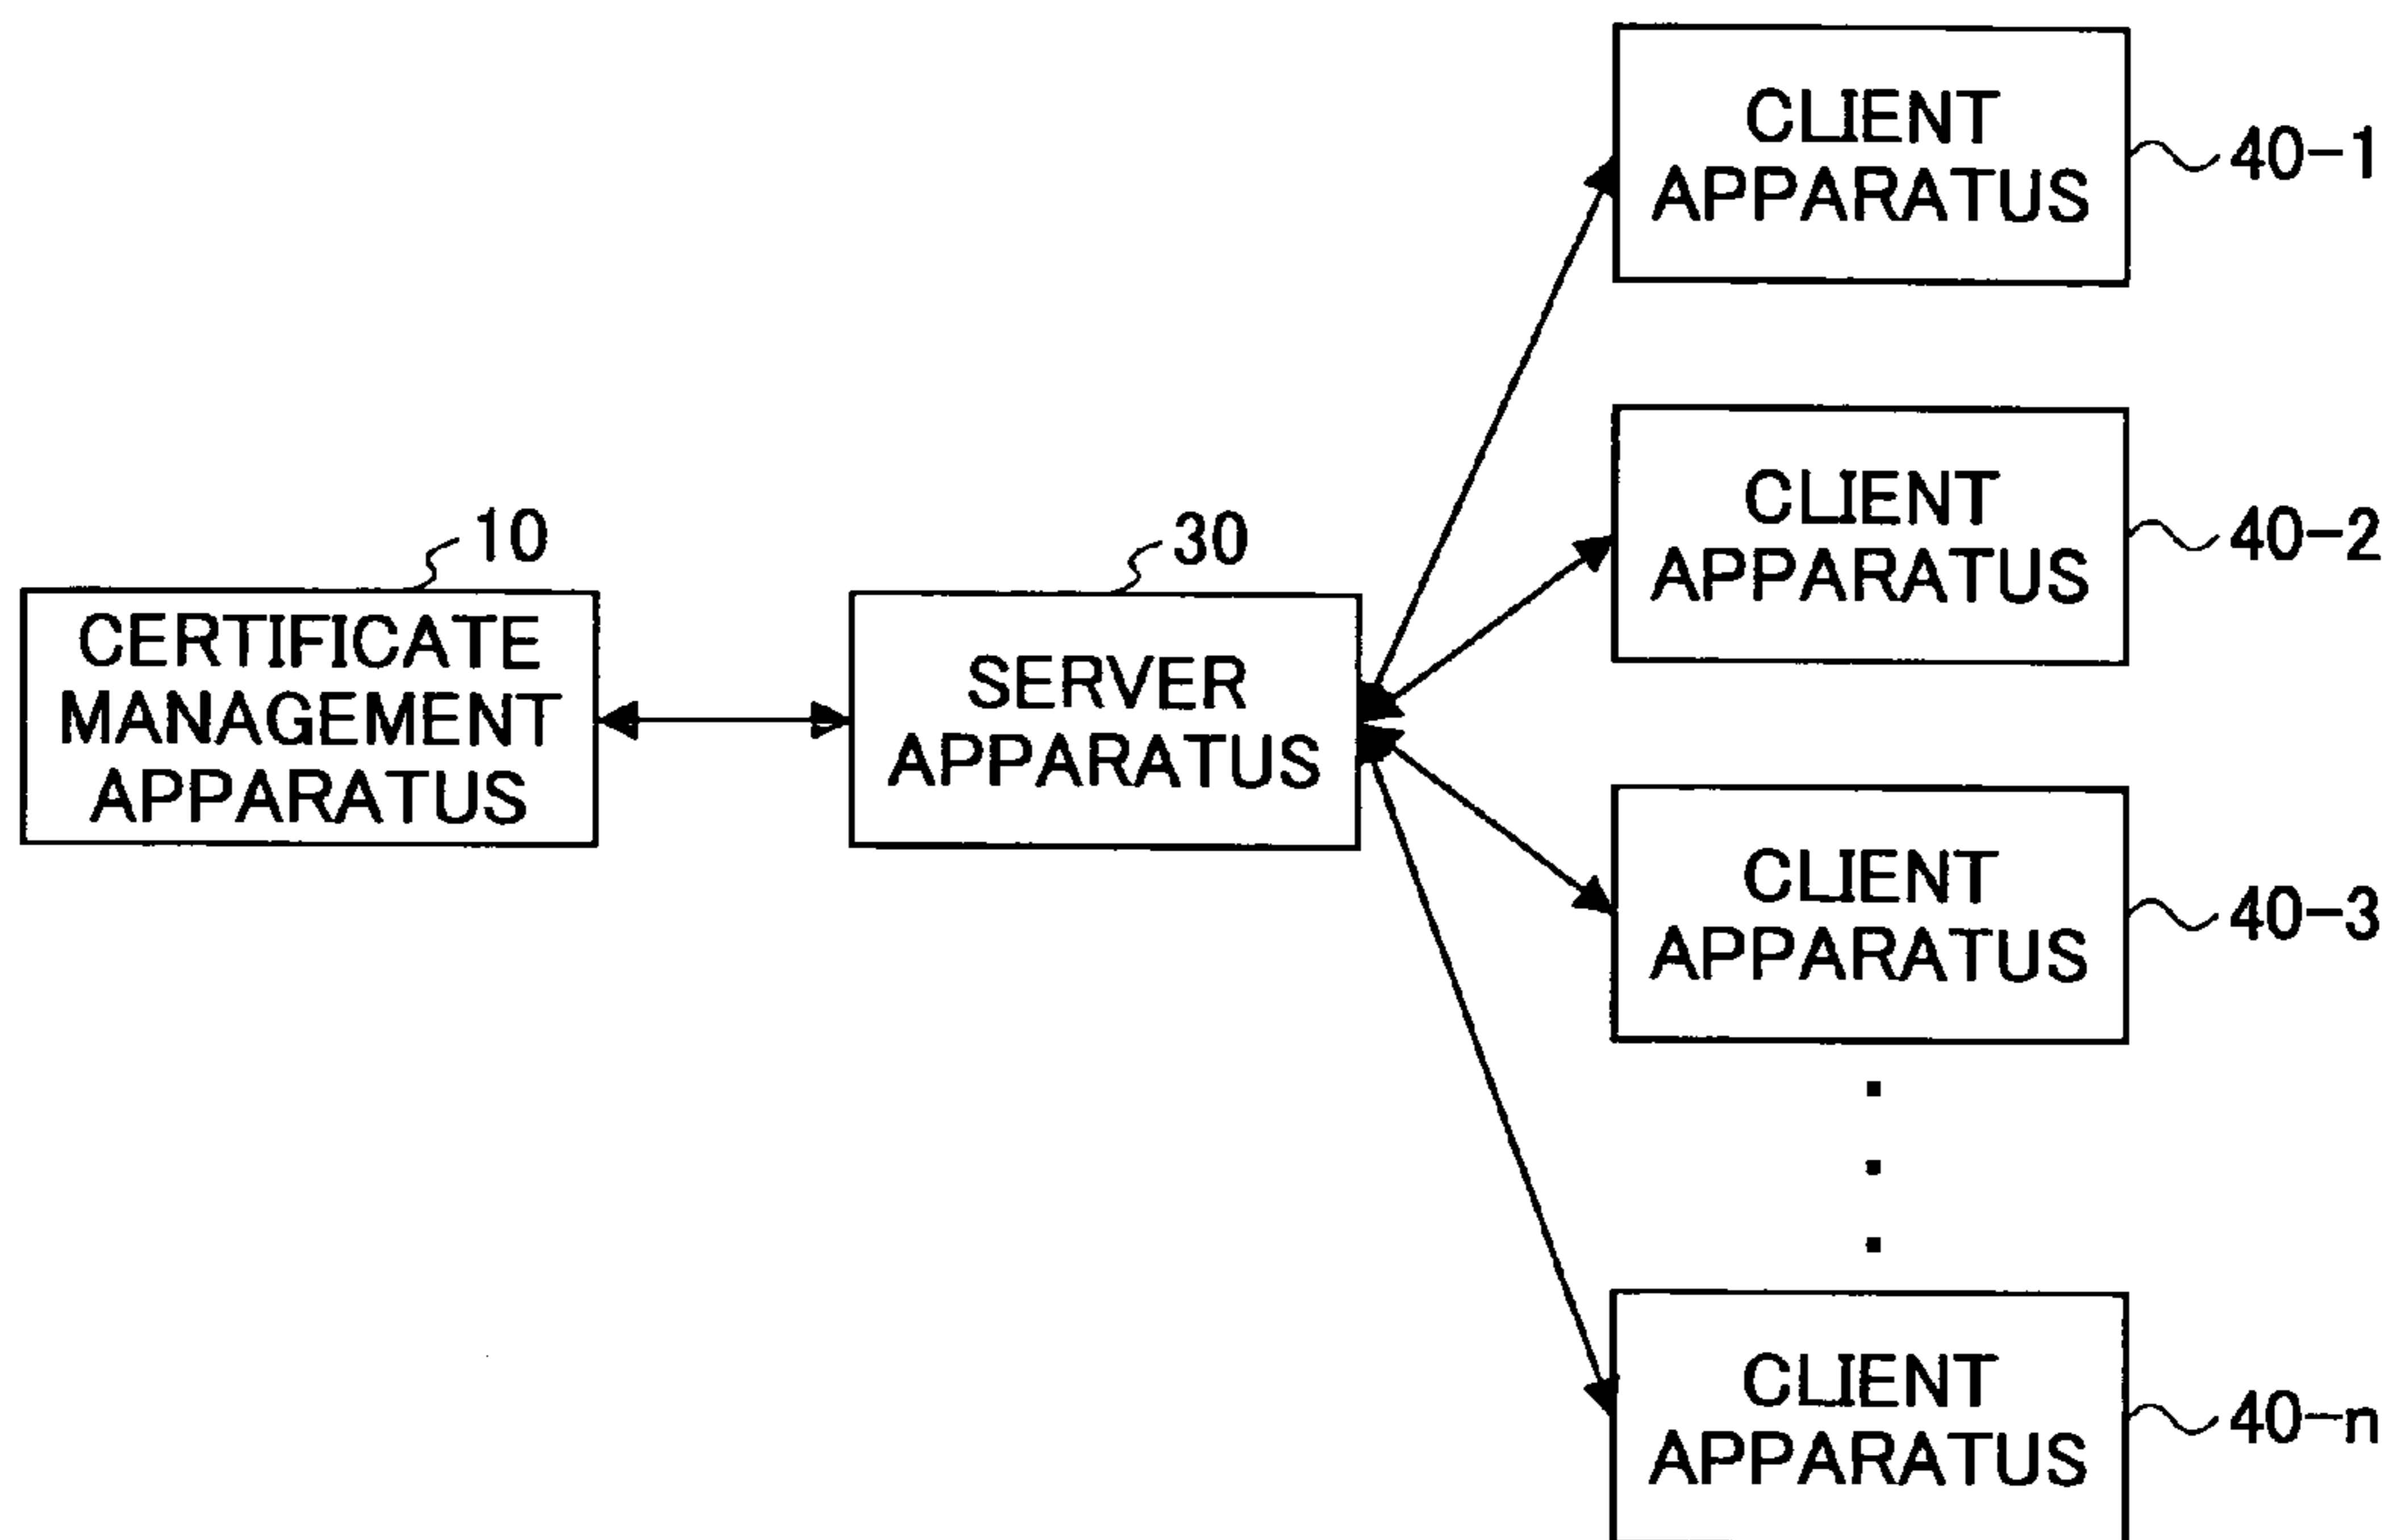 10
CERTIFICATE
MANAGEMENT
APPARATUS
30
SERVER
APPARATUS
CLIENT
APPARATUS
40-1
CLIENT
APPARATUS
40-2
CLIENT
APPARATUS
40-3
CLIENT
APPARATUS
40-n